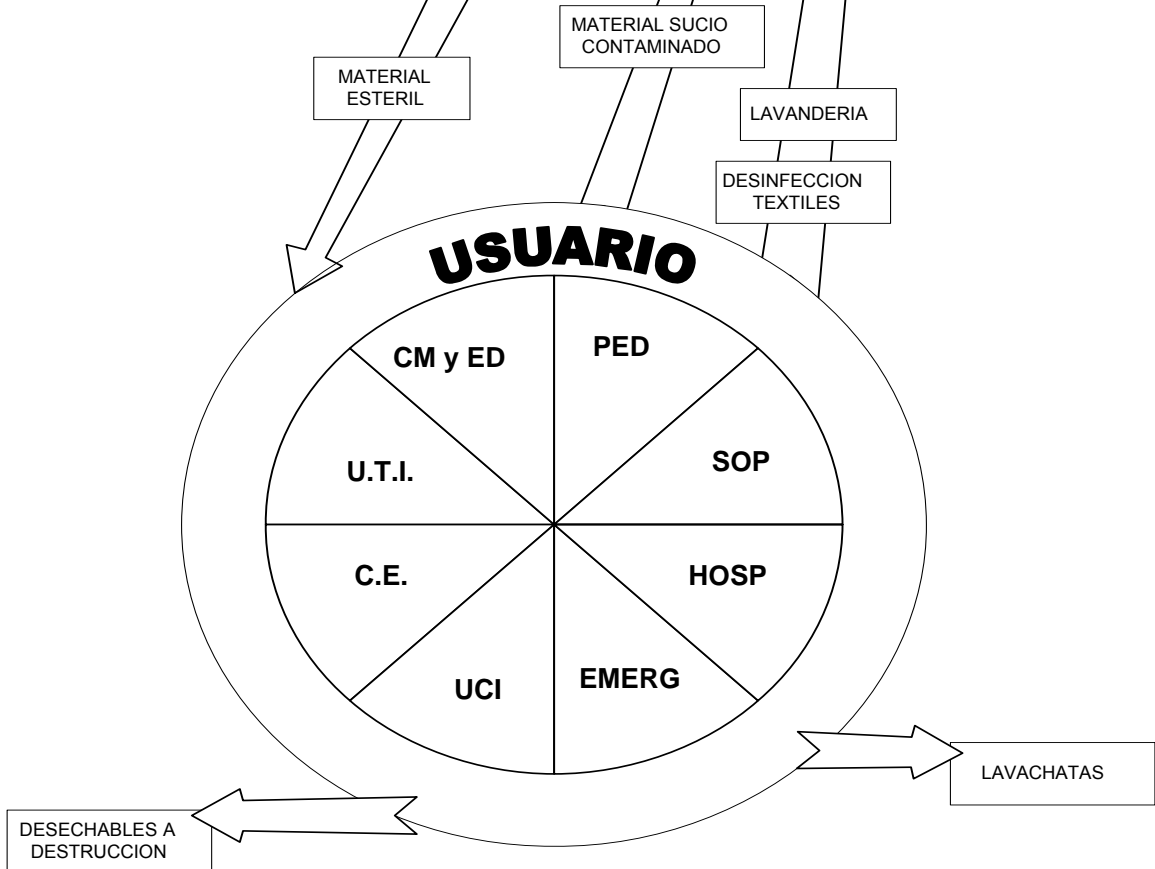 MATERIAL SUCIO
CONTAMINADO
MATERIAL
ESTERIL
LAVANDERIA
DESINFECCION
TEXTILES
USUARIO
CM y ED
PED
U.T.I.
SOP
C.E.
HOSP
UCI
EMERG
LAVACHATAS
DESECHABLES A
DESTRUCCION